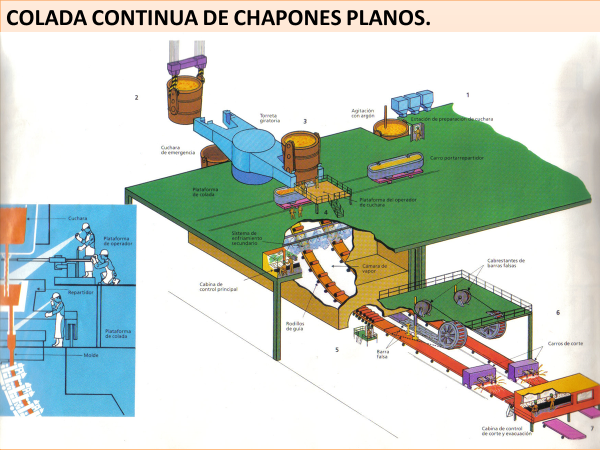 COLADA CONTINUA DE CHAPONES PLANOS.
1
2
3
Torreta
giratoria
Agitación
con argón
Estación de preparación de cuchara
Cuchara
de emergencia
Carro porta-repartidor
Plataforma
de colada
Plataforma del operador
de cuchara
4
Sistema de
enfriamiento
secundario
Cámara de
vapor
Cabina de
control principal
Rodillos
de guía
Cabrestantes de
barras falsas
6
5
Barra
falsa
Carros de corte
Cabina de control
de corte y evacuación
7
Cuchara
Plataforma
de operador
Repartidor
Plataforma
de colada
Molde